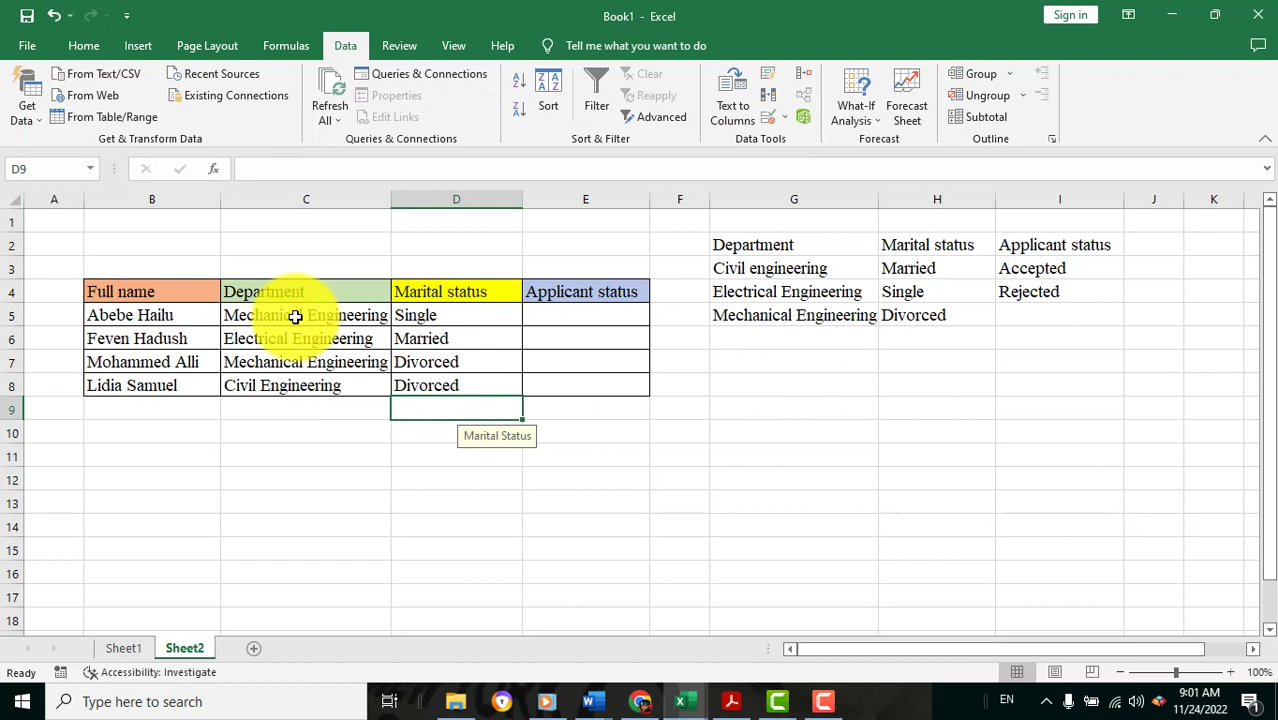 Book1 - Excel
Sign in
File Home Insert Page Layout Formulas Data Review View Help Tell me what you want to do
Get Data
From Text/CSV
From Web
From Table/Range
Recent Sources
Existing Connections
Get & Transform Data
Refresh All
Queries & Connections
Properties
Edit Links
Queries & Connections
Sort
Filter
Clear
Reapply
Advanced
Sort & Filter
Text to Columns
Data Tools
What-If Analysis
Forecast Sheet
Forecast
Group
Ungroup
Subtotal
Outline
D9
fx
A B C D E F G H I J K
1
2 Department Marital status Applicant status
3 Civil engineering Married Accepted
4 Full name Department Marital status Applicant status Electrical Engineering Single Rejected
5 Abebe Hailu Mechanical Engineering Single Mechanical Engineering Divorced
6 Feven Hadush Electrical Engineering Married
7 Mohammed Alli Mechanical Engineering Divorced
8 Lidia Samuel Civil Engineering Divorced
9
10 Marital Status
11
12
13
14
15
16
17
18
Sheet1 Sheet2
Ready Accessibility: Investigate 100%
Type here to search
EN
9:01 AM
11/24/2022
1